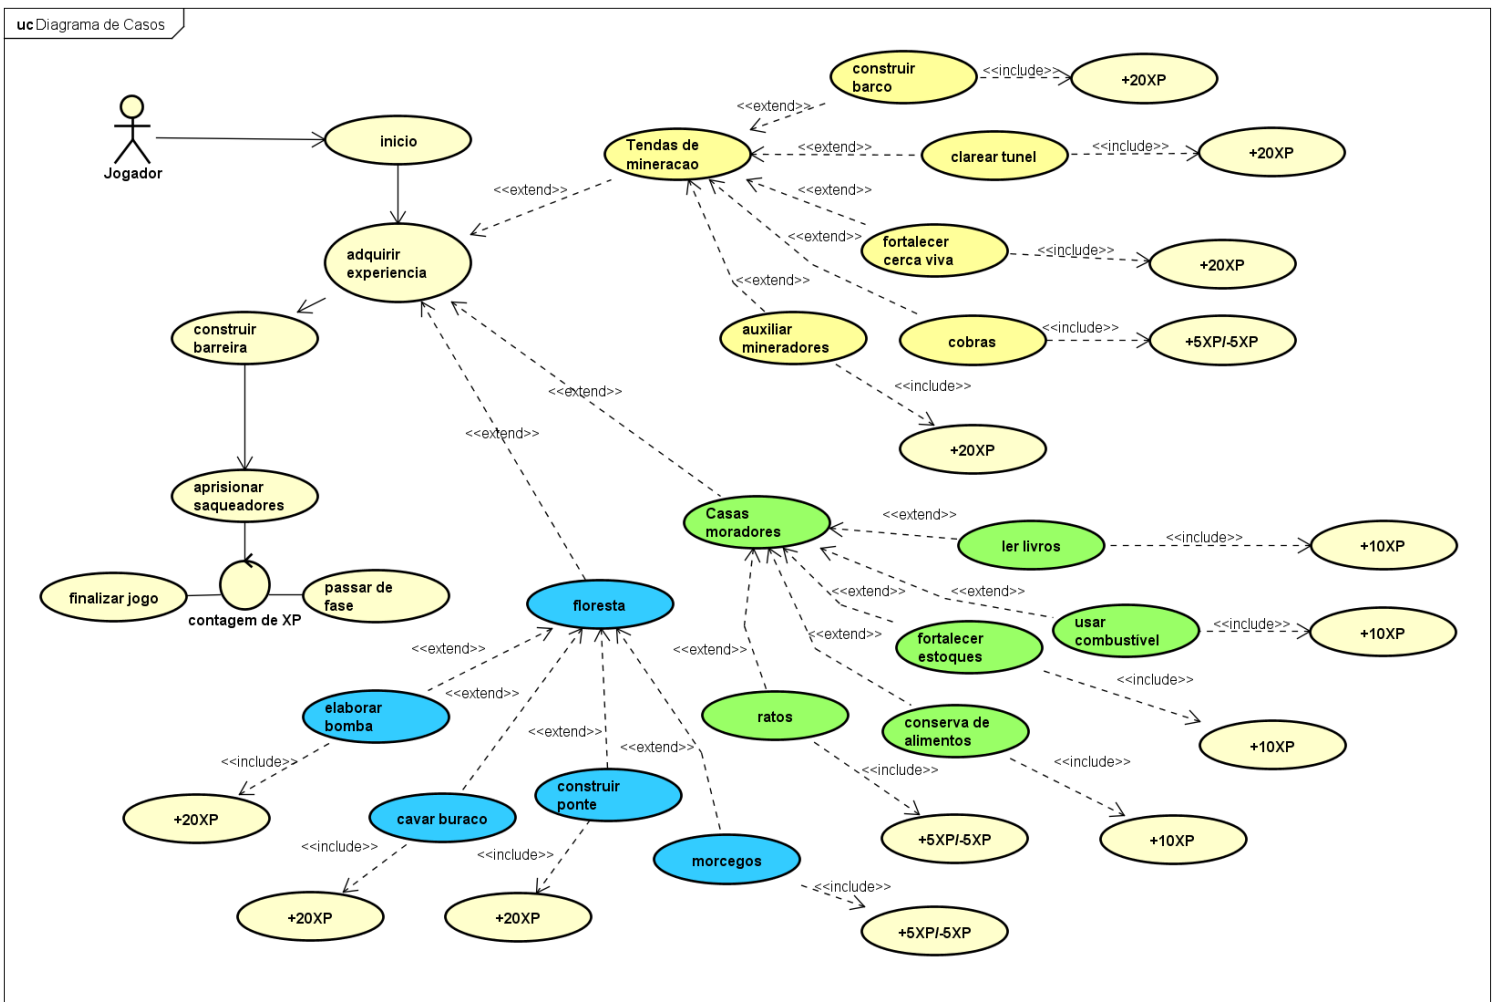 uc Diagrama de Casos
construir
barco
<<include>>
+20XP
<<extend>>
Jogador
inicio
Tendas de
mineracao
<<extend>>
clarear tunel
<<include>>
+20XP
<<extend>>
adquirir
experiencia
<<extend>>
fortalecer
cerca viva
<<include>>
+20XP
<<extend>>
construir
barreira
auxiliar
mineradores
cobras
<<include>>
+5XP/-5XP
<<extend>>
<<include>>
<<extend>>
+20XP
aprisionar
saqueadores
Casas
moradores
<<extend>>
ler livros
<<include>>
+10XP
finalizar jogo
contagem de XP
passar de
fase
floresta
<<extend>>
usar
combustivel
<<include>>
+10XP
<<extend>>
<<extend>>
<<extend>>
fortalecer
estoques
<<include>>
+10XP
elaborar
bomba
<<extend>>
ratos
conserva de
alimentos
<<extend>>
<<extend>>
<<include>>
<<include>>
<<include>>
+20XP
cavar buraco
construir
ponte
+5XP/-5XP
+10XP
<<include>>
<<include>>
morcegos
<<include>>
+20XP
+20XP
+5XP/-5XP